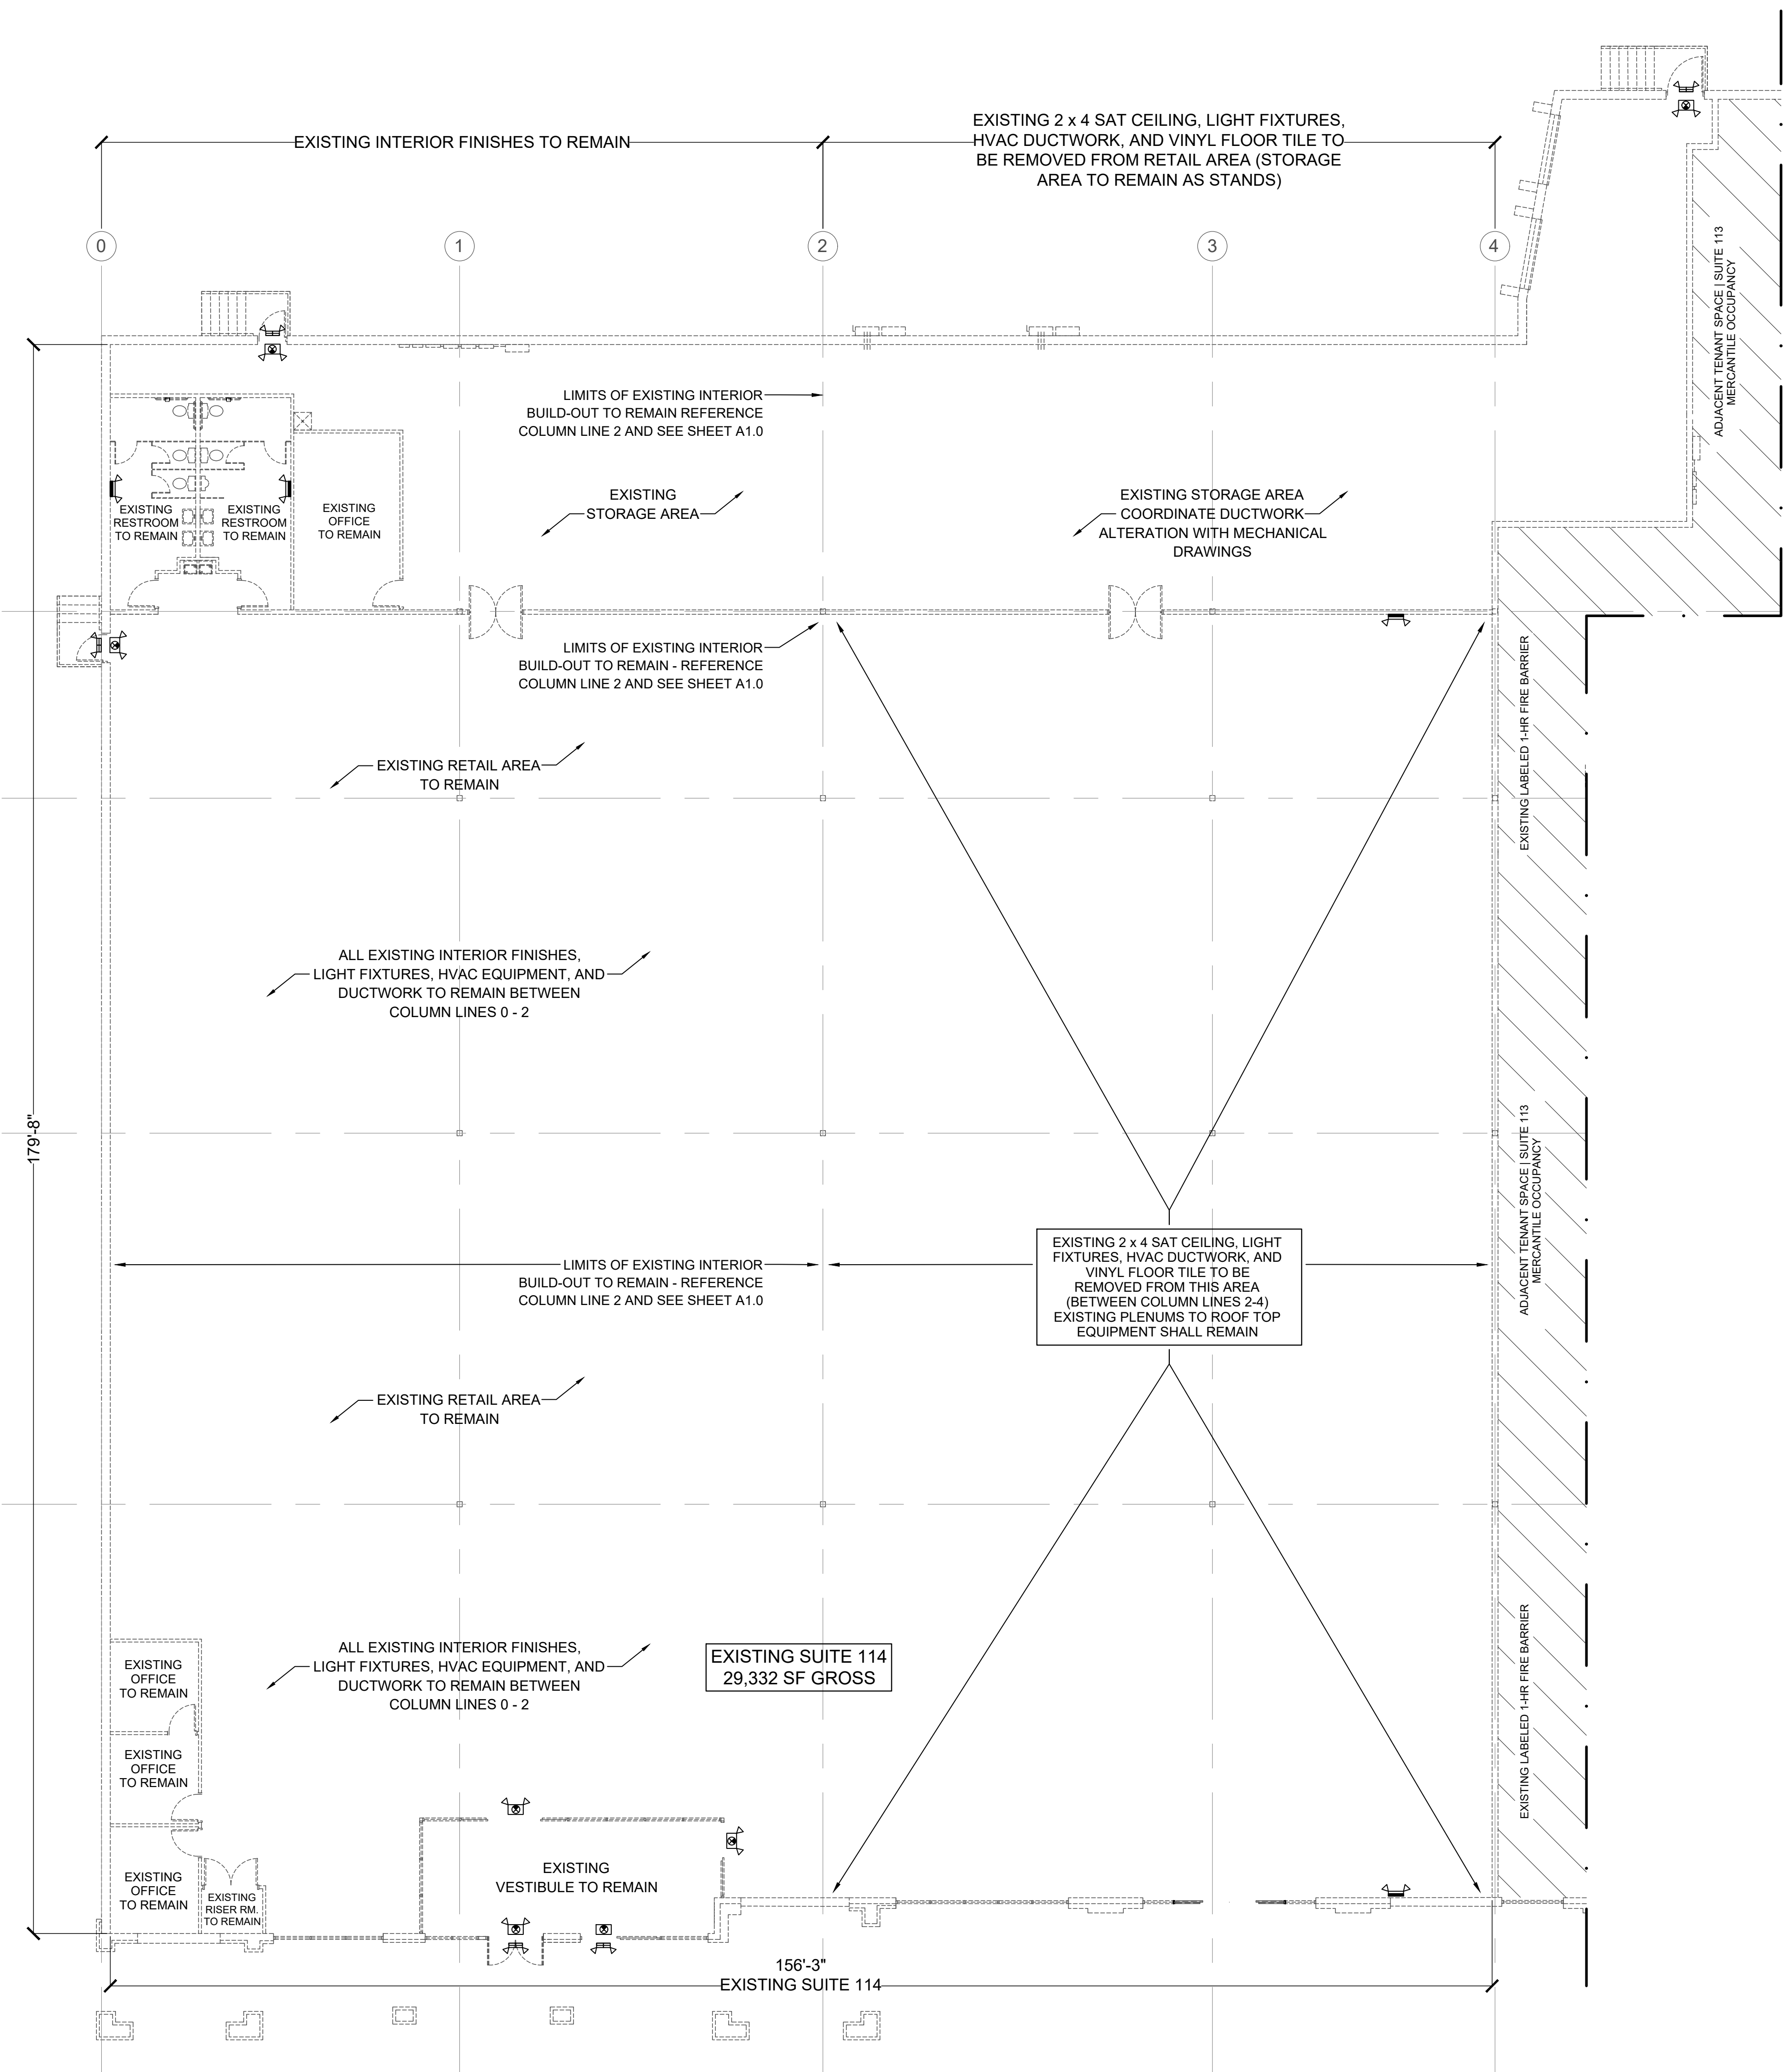 EXISTING INTERIOR FINISHES TO REMAIN
EXISTING 2 x 4 SAT CEILING, LIGHT FIXTURES,
HVAC DUCTWORK, AND VINYL FLOOR TILE TO
BE REMOVED FROM RETAIL AREA (STORAGE
AREA TO REMAIN AS STANDS)
0
1
2
3
4
ADJACENT TENANT SPACE | SUITE 113
MERCANTILE OCCUPANCY
LIMITS OF EXISTING INTERIOR
BUILD-OUT TO REMAIN REFERENCE
COLUMN LINE 2 AND SEE SHEET A1.0
EXISTING
RESTROOM
TO REMAIN
EXISTING
RESTROOM
TO REMAIN
EXISTING
OFFICE
TO REMAIN
EXISTING
STORAGE AREA
EXISTING STORAGE AREA
COORDINATE DUCTWORK
ALTERATION WITH MECHANICAL
DRAWINGS
LIMITS OF EXISTING INTERIOR
BUILD-OUT TO REMAIN - REFERENCE
COLUMN LINE 2 AND SEE SHEET A1.0
EXISTING LABELED 1-HR FIRE BARRIER
EXISTING RETAIL AREA
TO REMAIN
ALL EXISTING INTERIOR FINISHES,
LIGHT FIXTURES, HVAC EQUIPMENT, AND
DUCTWORK TO REMAIN BETWEEN
COLUMN LINES 0 - 2
179'-8"
ADJACENT TENANT SPACE | SUITE 113
MERCANTILE OCCUPANCY
LIMITS OF EXISTING INTERIOR
BUILD-OUT TO REMAIN - REFERENCE
COLUMN LINE 2 AND SEE SHEET A1.0
EXISTING 2 x 4 SAT CEILING, LIGHT
FIXTURES, HVAC DUCTWORK, AND
VINYL FLOOR TILE TO BE
REMOVED FROM THIS AREA
(BETWEEN COLUMN LINES 2-4)
EXISTING PLENUMS TO ROOF TOP
EQUIPMENT SHALL REMAIN
EXISTING RETAIL AREA
TO REMAIN
ALL EXISTING INTERIOR FINISHES,
LIGHT FIXTURES, HVAC EQUIPMENT, AND
DUCTWORK TO REMAIN BETWEEN
COLUMN LINES 0 - 2
EXISTING SUITE 114
29,332 SF GROSS
EXISTING LABELED 1-HR FIRE BARRIER
EXISTING
OFFICE
TO REMAIN
EXISTING
OFFICE
TO REMAIN
EXISTING
OFFICE
TO REMAIN
EXISTING
RISER RM.
TO REMAIN
EXISTING
VESTIBULE TO REMAIN
156'-3"
EXISTING SUITE 114